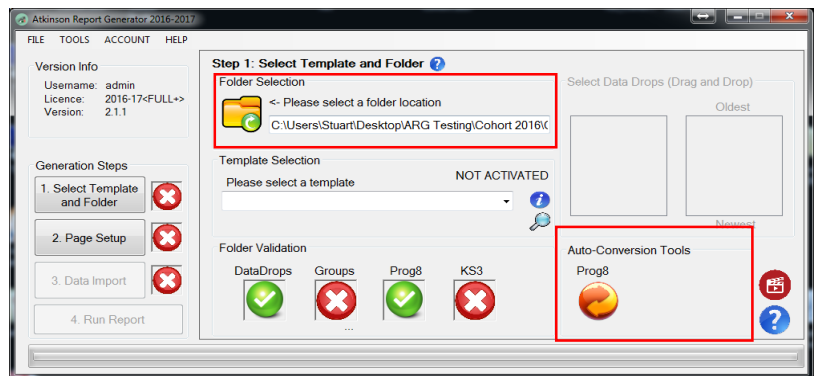 Atkinson Report Generator 2016-2017
FILE TOOLS ACCOUNT HELP
Version Info
Username: admin
Licence: 2016-17<FULL+>
Version: 2.1.1
Generation Steps
1. Select Template
and Folder
2. Page Setup
3. Data Import
4. Run Report
Step 1: Select Template and Folder ?
Folder Selection
<- Please select a folder location
C:\Users\Stuart\Desktop\ARG Testing\Cohort 2016\
Template Selection
Please select a template
NOT ACTIVATED
i
Folder Validation
DataDrops Groups Prog8 KS3
...
Select Data Drops (Drag and Drop)
Oldest
Newest
Auto-Conversion Tools
Prog8
?